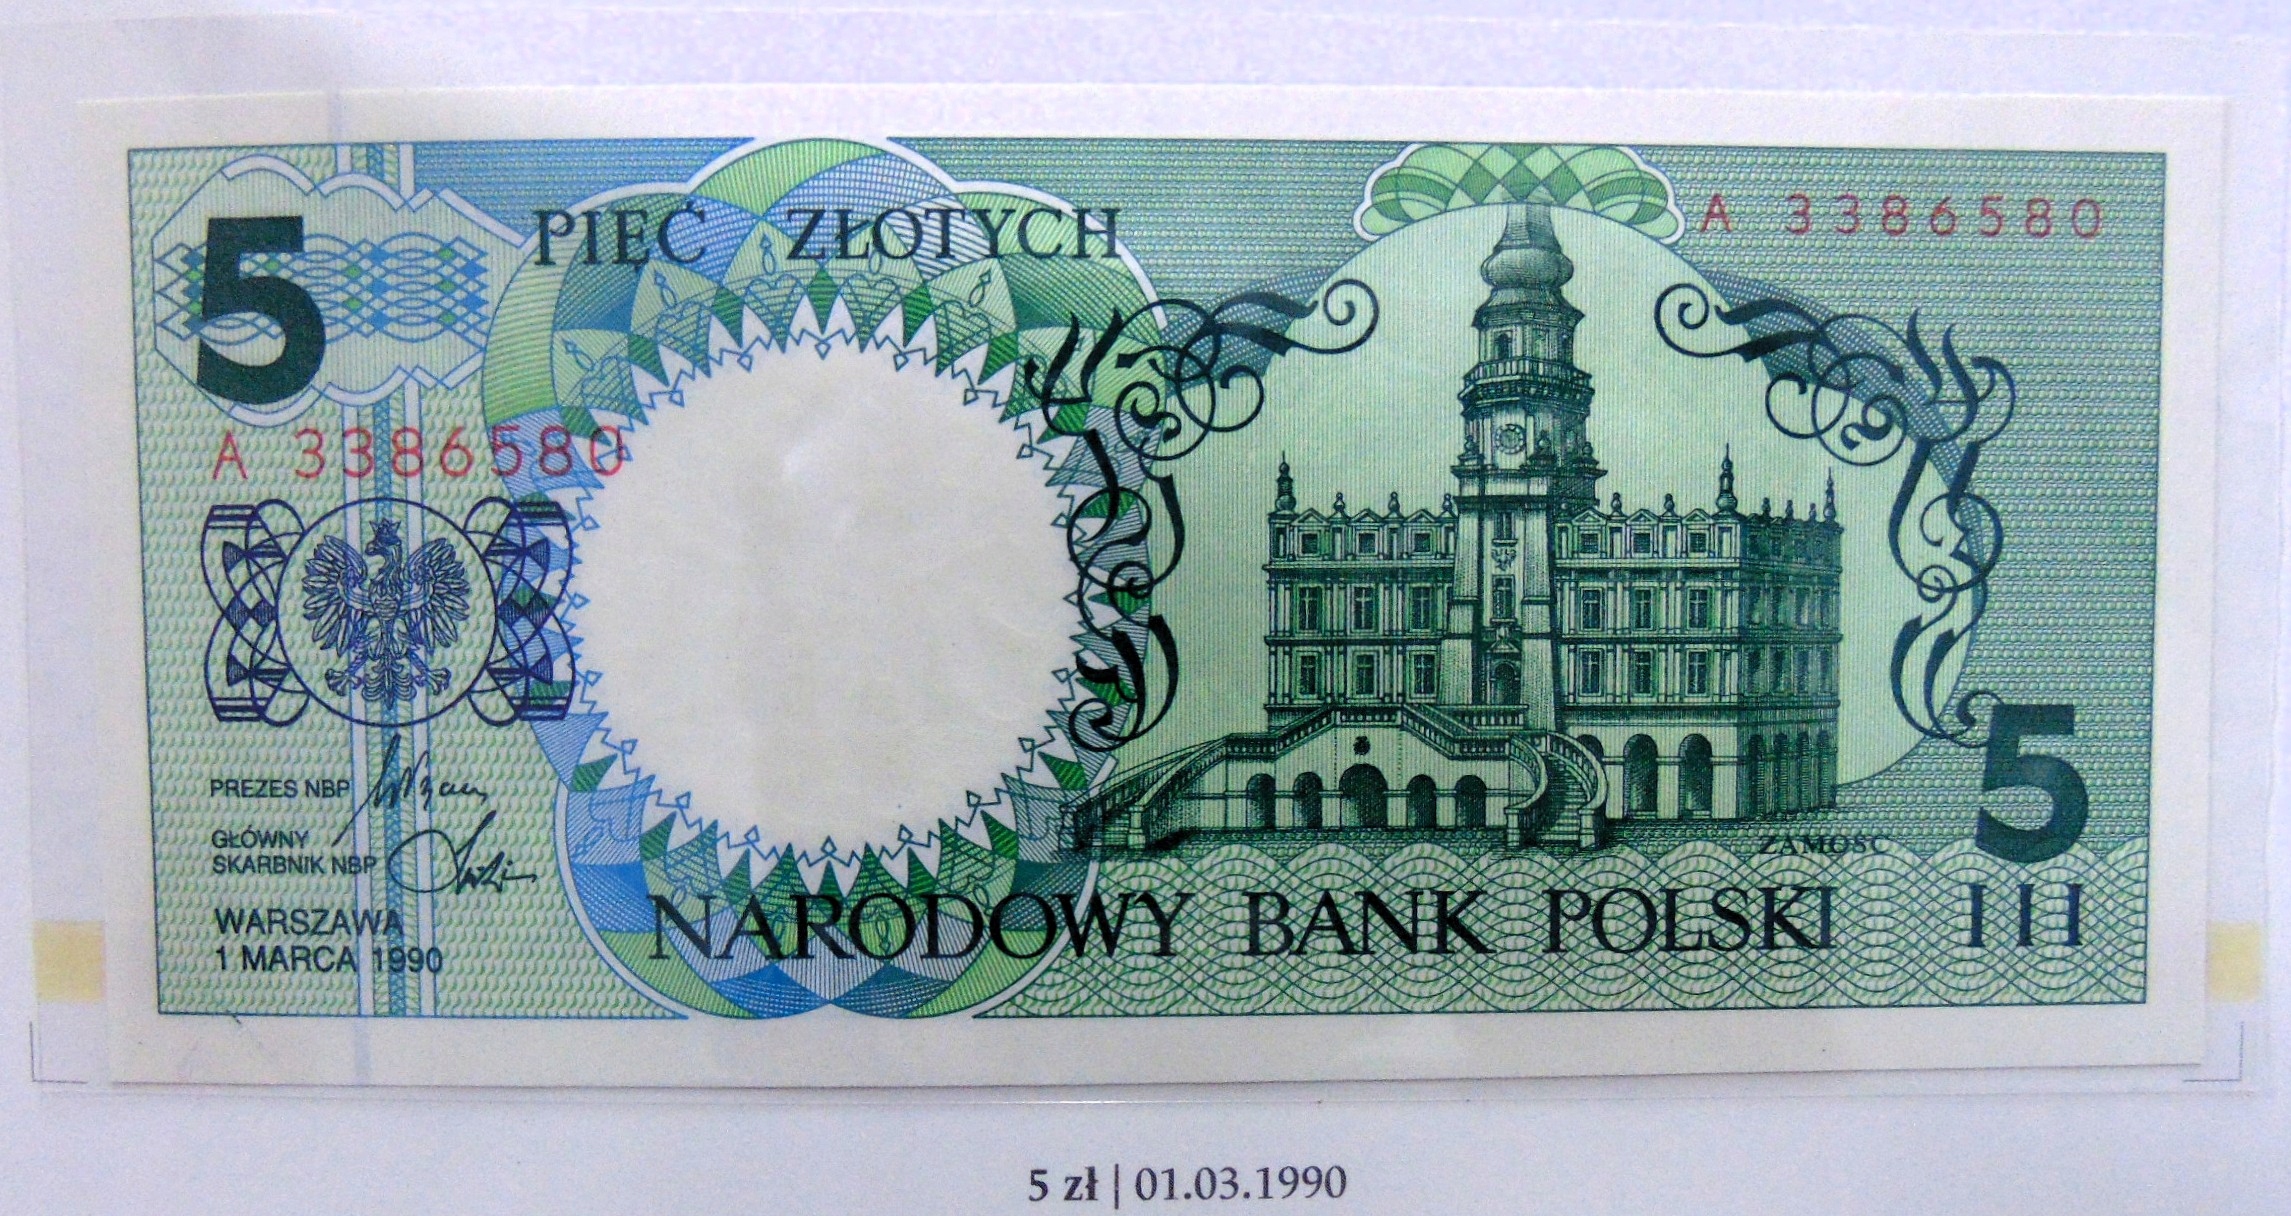 5
PIĘĆ ZŁOTYCH
A 3386580
A 3386580
PREZES NBP
GŁÓWNY
SKARBNIK NBP
WARSZAWA
1 MARCA 1990
ZAMOŚĆ
5
NARODOWY BANK POLSKI
5 zł | 01.03.1990